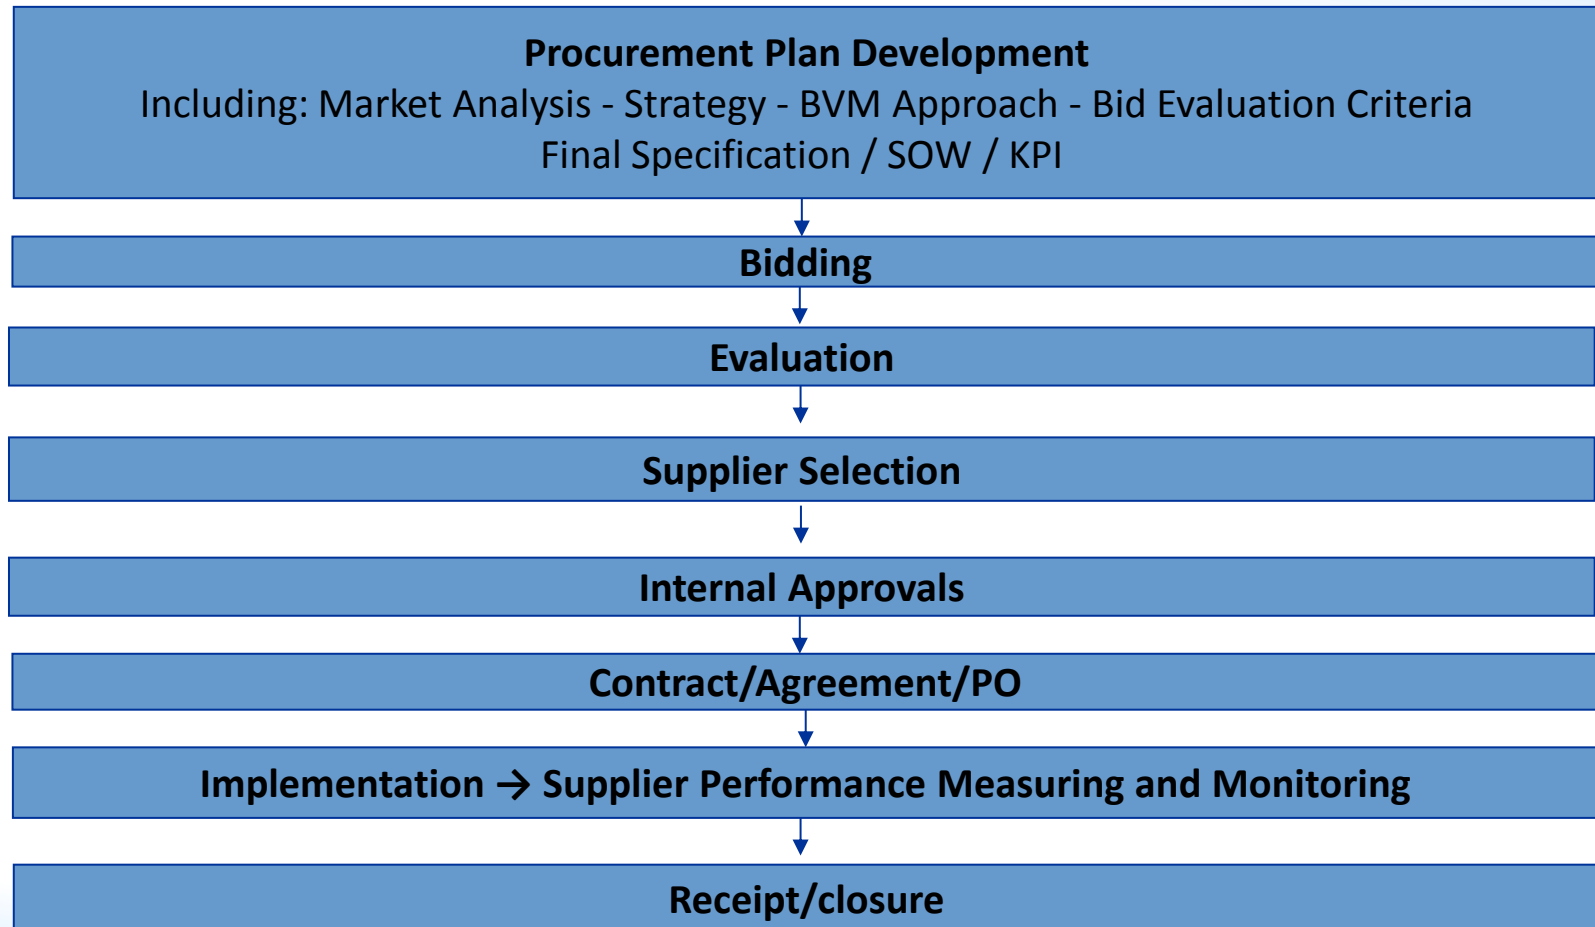 Procurement Plan Development
Including: Market Analysis - Strategy - BVM Approach - Bid Evaluation Criteria
Final Specification / SOW / KPI
Bidding
Evaluation
Supplier Selection
Internal Approvals
Contract/Agreement/PO
Implementation → Supplier Performance Measuring and Monitoring
Receipt/closure